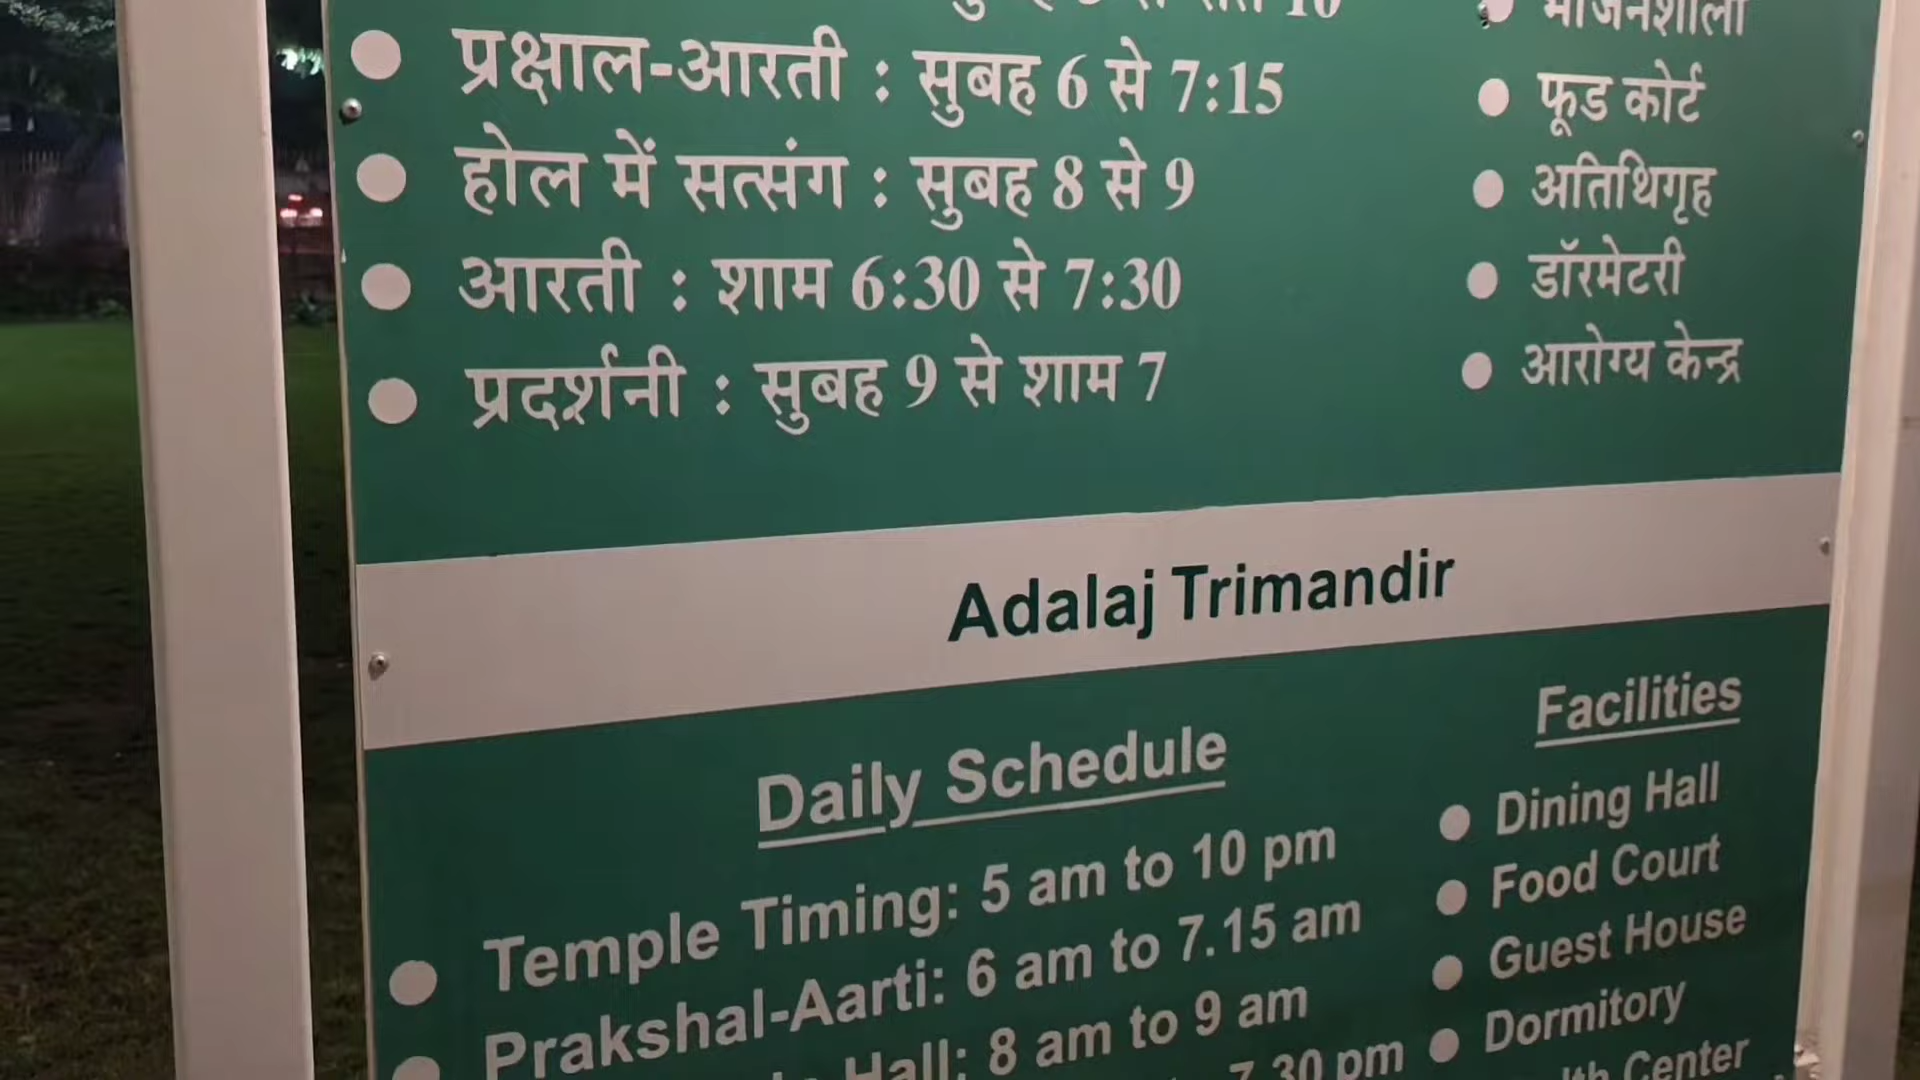 प्रक्षाल-आरती : सुबह 6 से 7:15
होल में सत्संग : सुबह 8 से 9
आरती : शाम 6:30 से 7:30
प्रदर्शनी : सुबह 9 से शाम 7
भोजनशाला
फूड कोर्ट
अतिथिगृह
डॉरमेटरी
आरोग्य केन्द्र
Adalaj Trimandir
Daily Schedule
Temple Timing: 5 am to 10 pm
Prakshal-Aarti: 6 am to 7.15 am
Hall: 8 am to 9 am
7.30 pm
Facilities
Dining Hall
Food Court
Guest House
Dormitory
Center